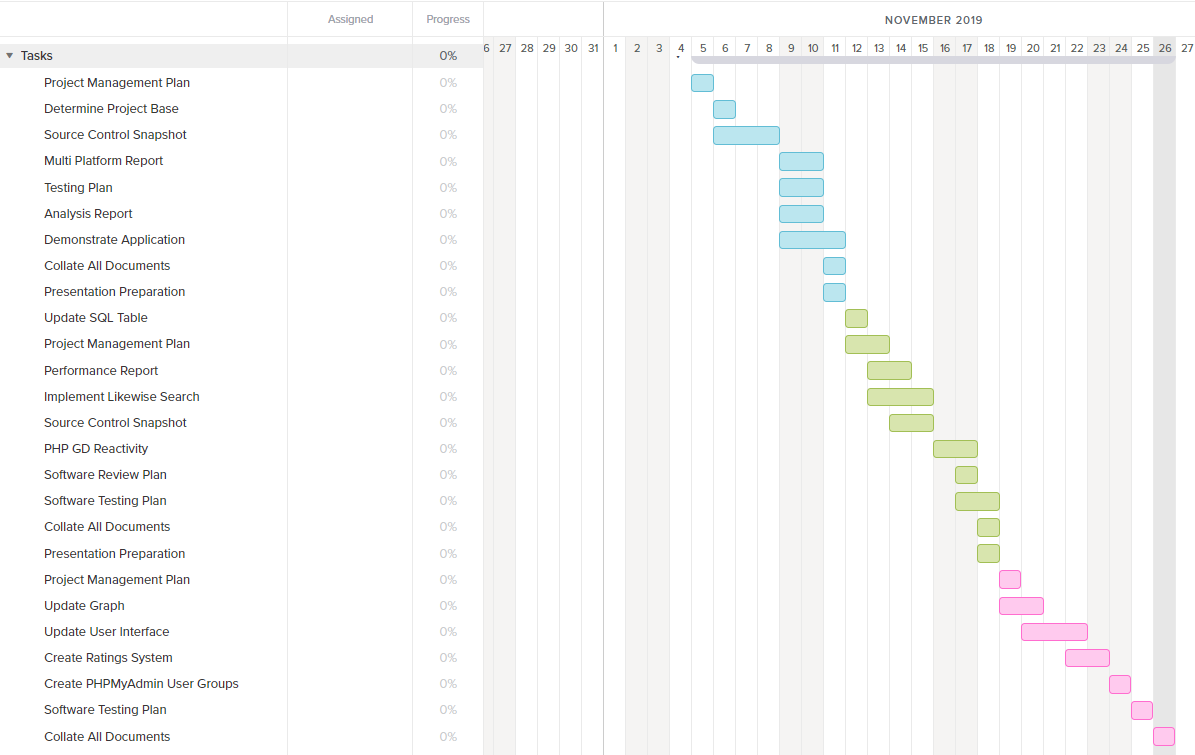 Assigned Progress NOVEMBER 2019
6 27 28 29 30 31 1 2 3 4 5 6 7 8 9 10 11 12 13 14 15 16 17 18 19 20 21 22 23 24 25 26 27
Tasks 0%
Project Management Plan 0%
Determine Project Base 0%
Source Control Snapshot 0%
Multi Platform Report 0%
Testing Plan 0%
Analysis Report 0%
Demonstrate Application 0%
Collate All Documents 0%
Presentation Preparation 0%
Update SQL Table 0%
Project Management Plan 0%
Performance Report 0%
Implement Likewise Search 0%
Source Control Snapshot 0%
PHP GD Reactivity 0%
Software Review Plan 0%
Software Testing Plan 0%
Collate All Documents 0%
Presentation Preparation 0%
Project Management Plan 0%
Update Graph 0%
Update User Interface 0%
Create Ratings System 0%
Create PHPMyAdmin User Groups 0%
Software Testing Plan 0%
Collate All Documents 0%